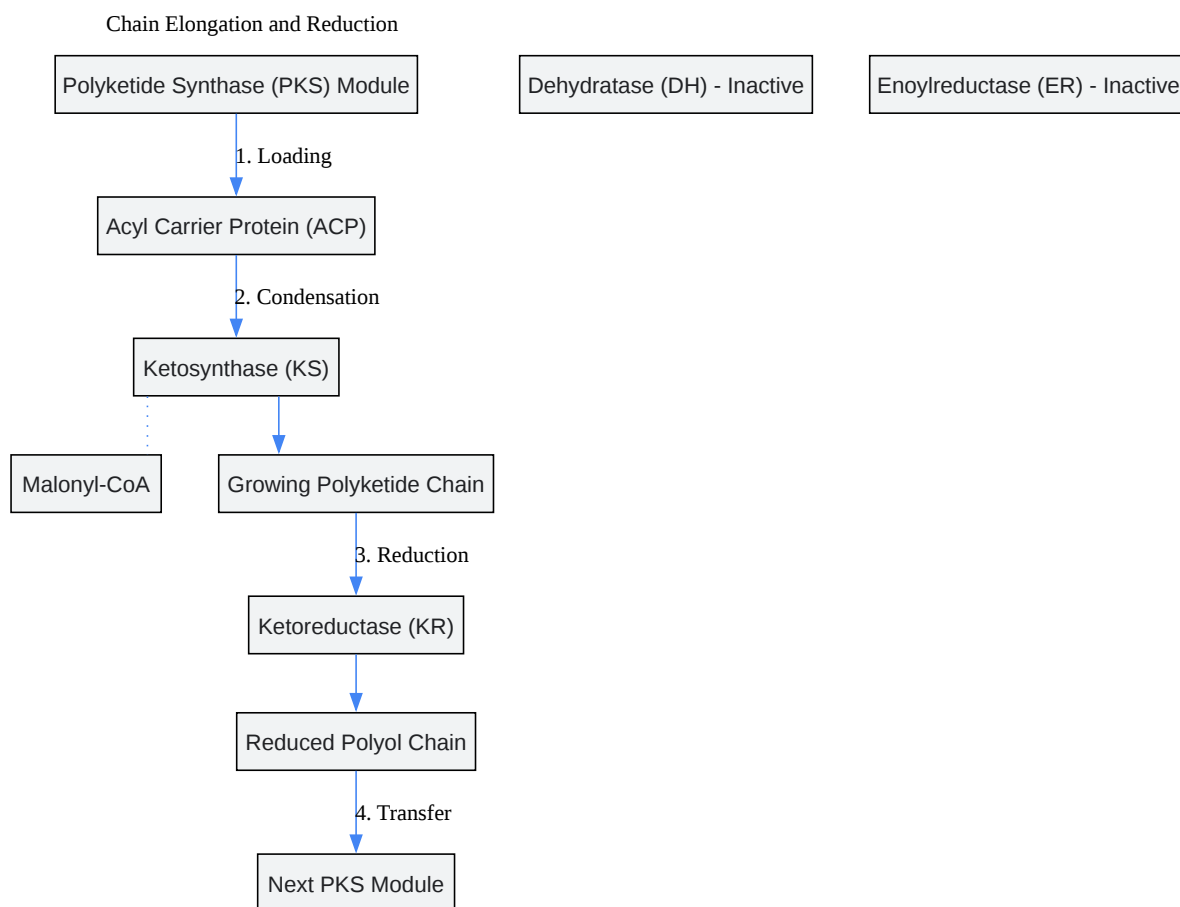 Chain Elongation and Reduction
Polyketide Synthase (PKS) Module
Dehydratase (DH) - Inactive
Enoylreductase (ER) - Inactive
1. Loading
Acyl Carrier Protein (ACP)
2. Condensation
Ketosynthase (KS)
Malonyl-CoA
Growing Polyketide Chain
3. Reduction
Ketoreductase (KR)
Reduced Polyol Chain
4. Transfer
Next PKS Module